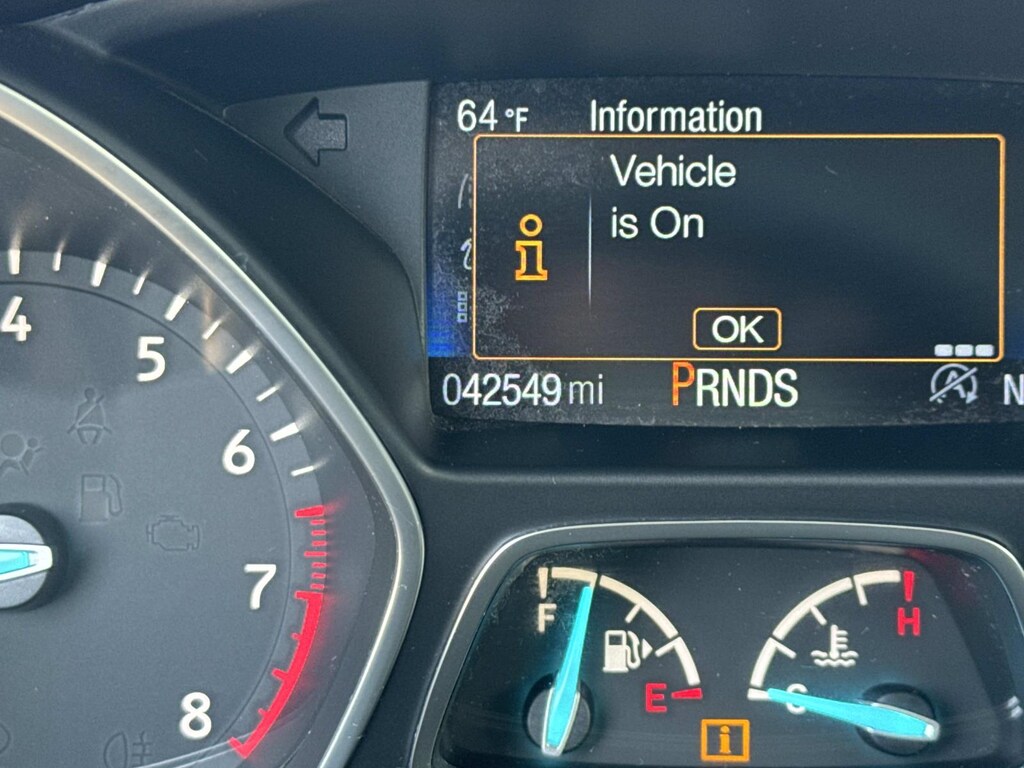 64 °F Information
Vehicle
is On
i
OK
042549 mi PRNDS
A N
4
5
6
7
8
F
E
H
C
i